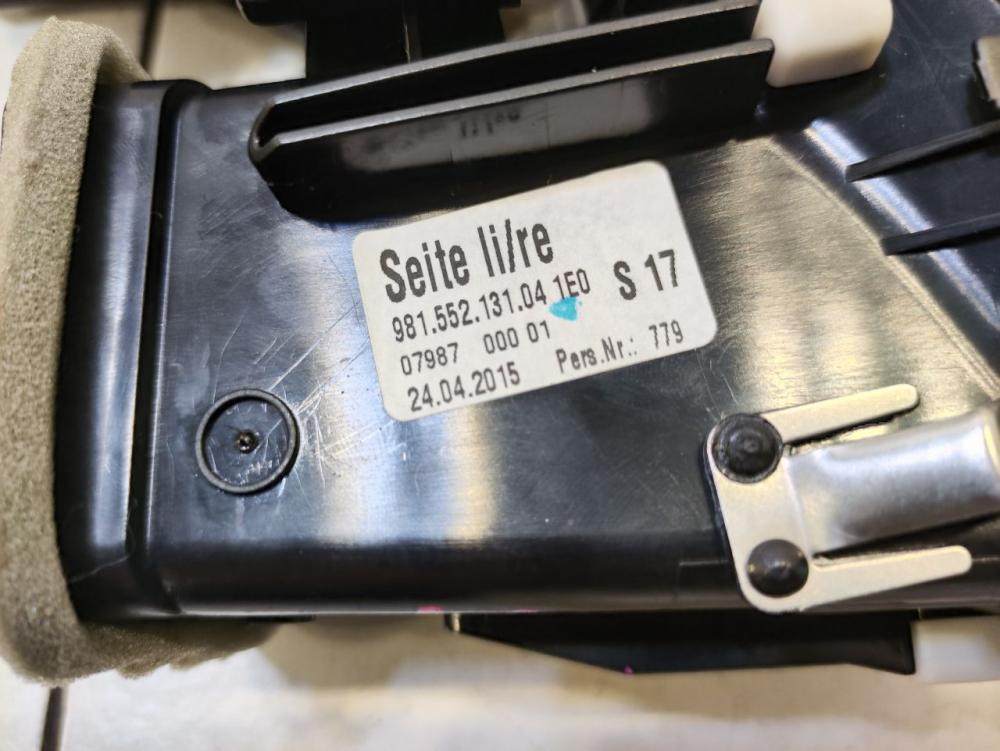 Seite li/re
981.552.131.04 1E0 S 17
07987 000 01
24.04.2015 Pers.Nr.: 779